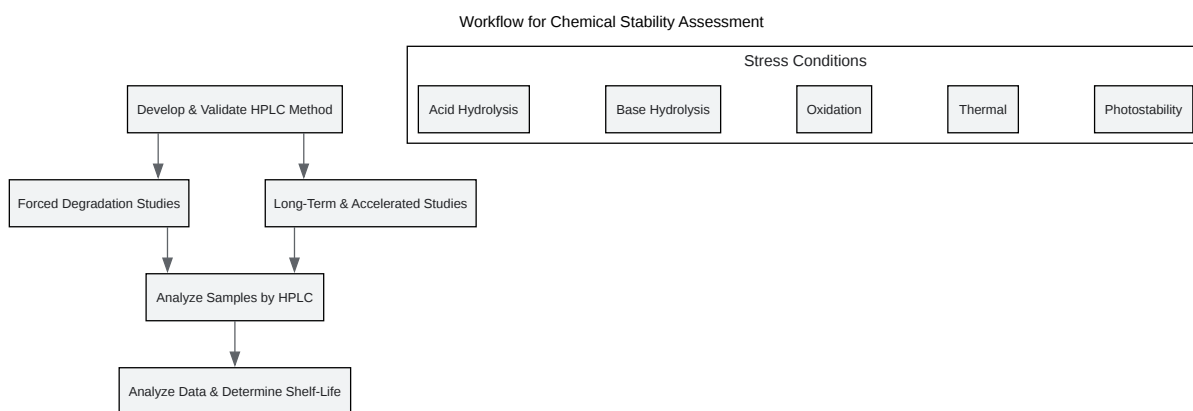 Workflow for Chemical Stability Assessment
Stress Conditions
Acid Hydrolysis
Base Hydrolysis
Oxidation
Thermal
Photostability
Develop & Validate HPLC Method
Forced Degradation Studies
Long-Term & Accelerated Studies
Analyze Samples by HPLC
Analyze Data & Determine Shelf-Life